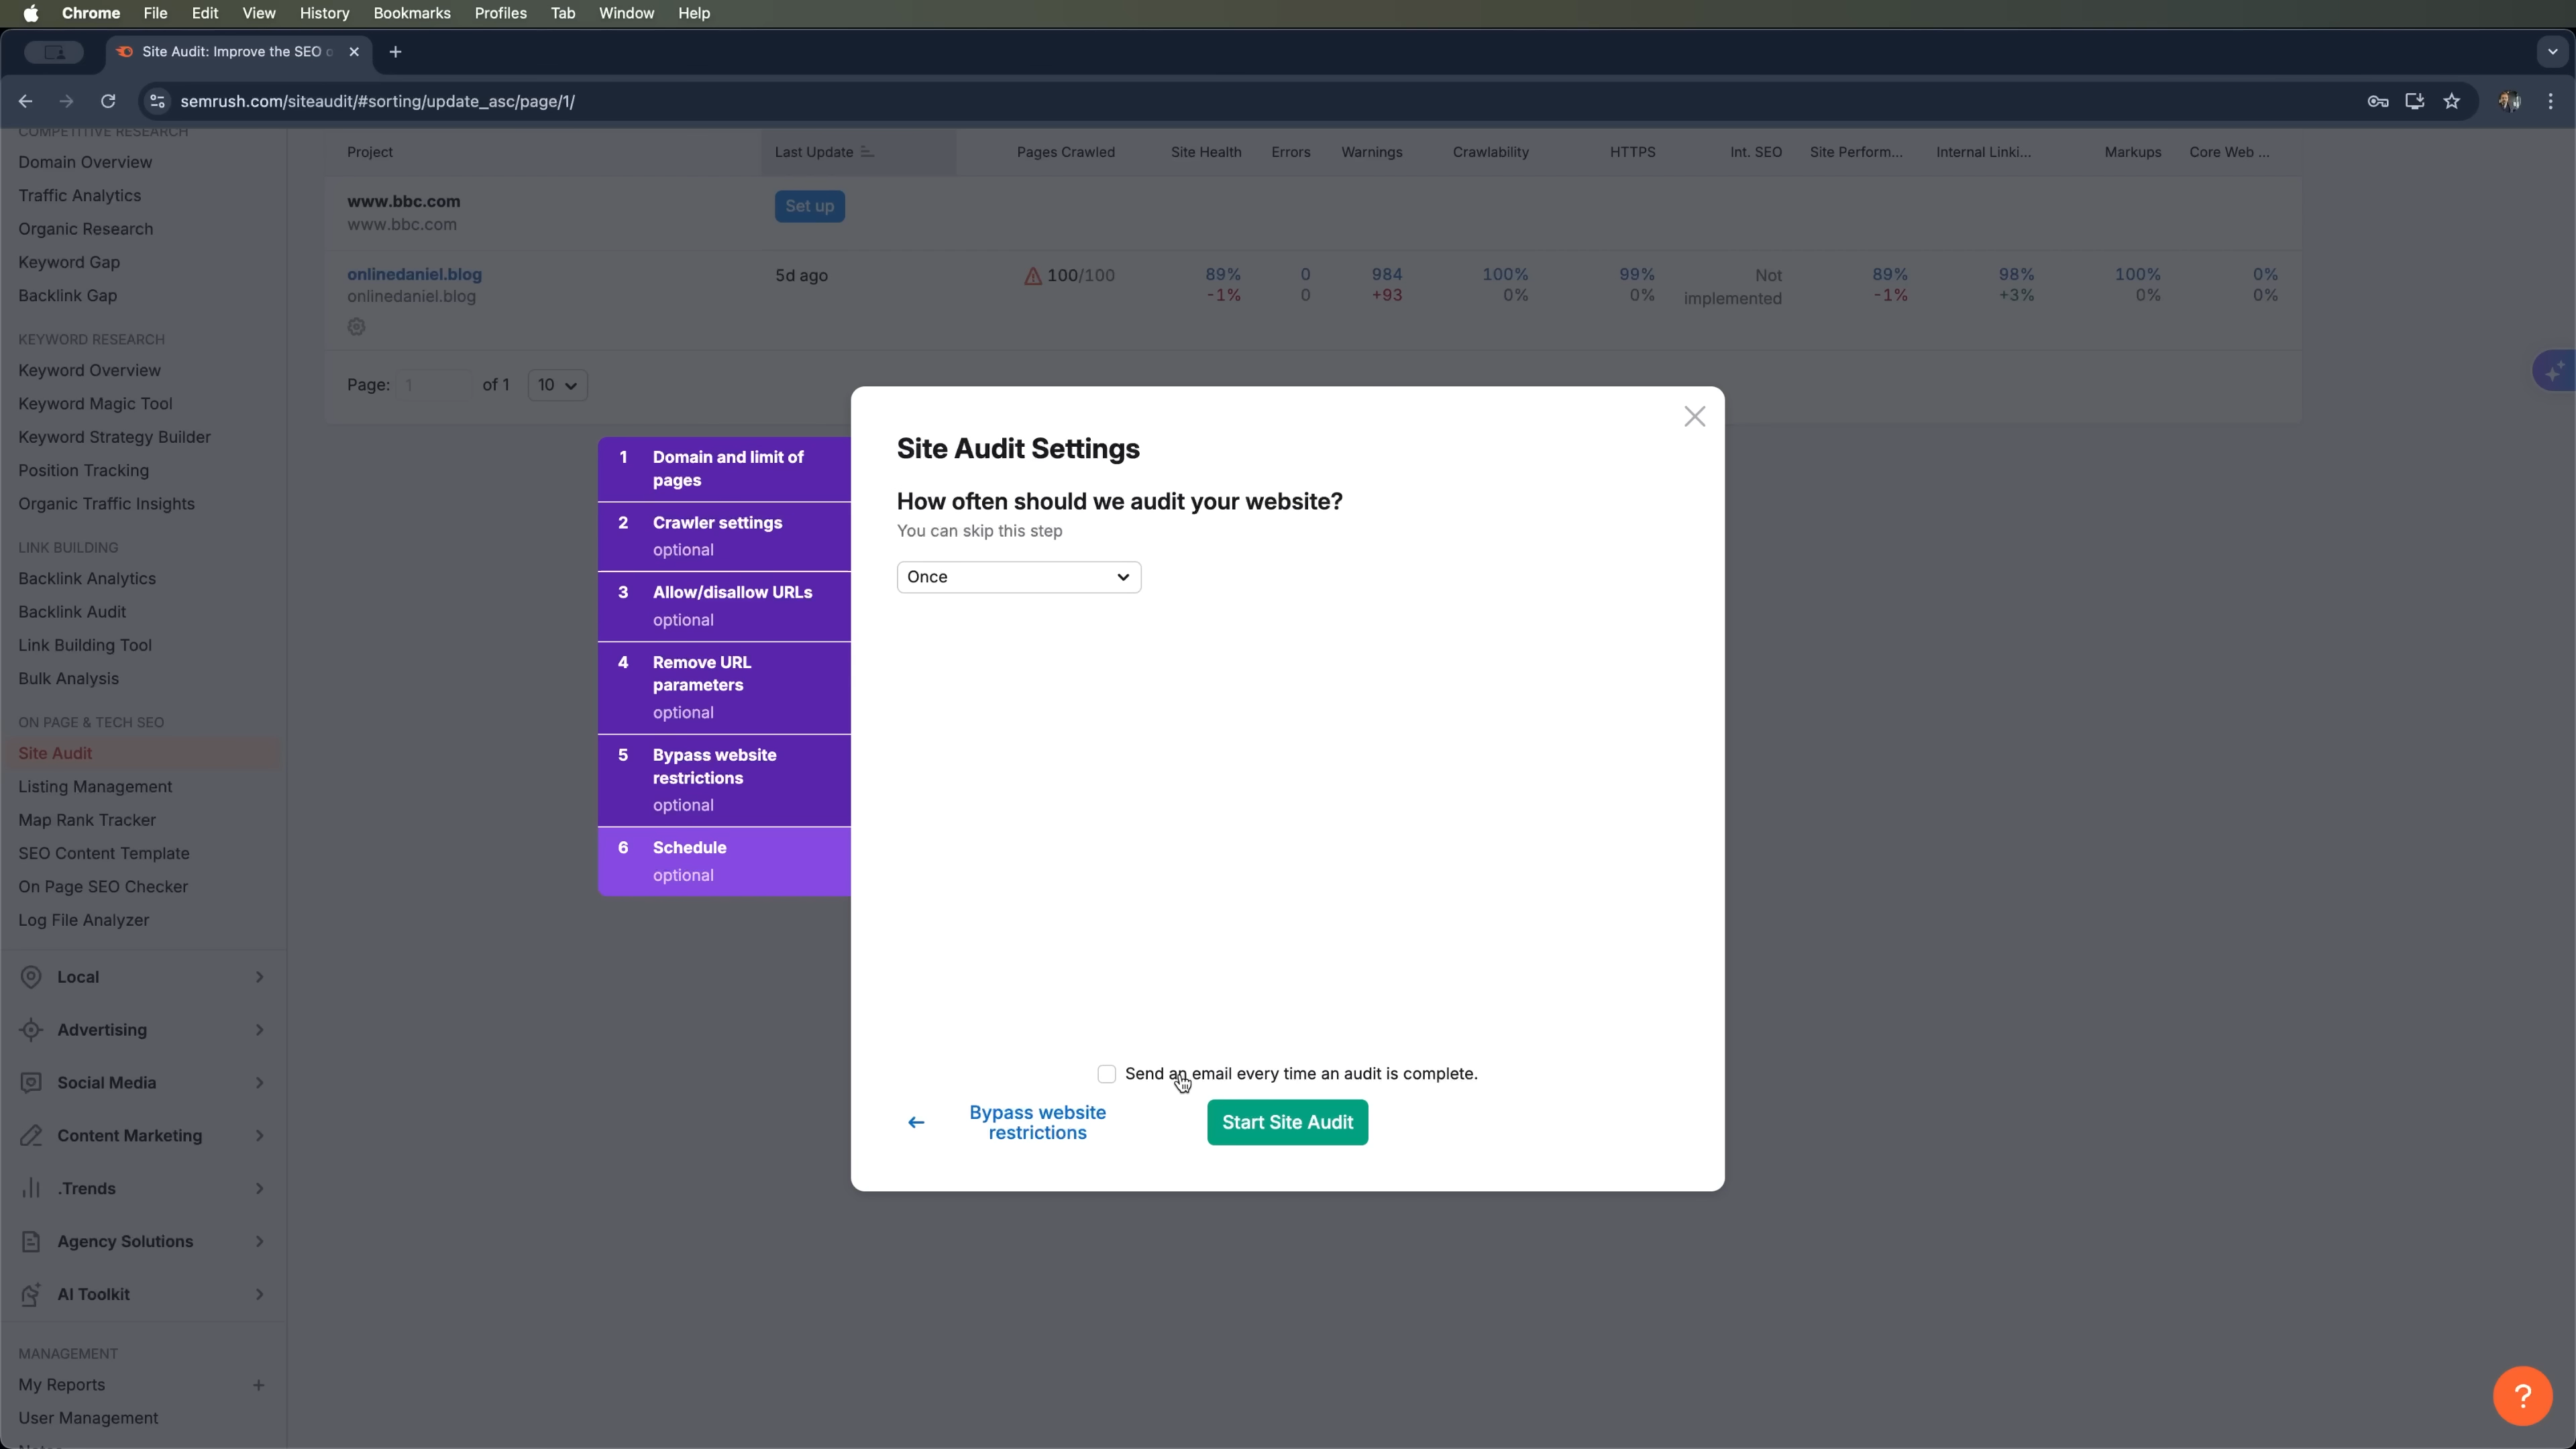 Chrome File Edit View History Bookmarks Profiles Tab Window Help
Site Audit: Improve the SEO
semrush.com/siteaudit/#sorting/update_asc/page/1/
COMPETITIVE RESEARCH
Domain Overview
Traffic Analytics
Organic Research
Keyword Gap
Backlink Gap
KEYWORD RESEARCH
Keyword Overview
Keyword Magic Tool
Keyword Strategy Builder
Position Tracking
Organic Traffic Insights
LINK BUILDING
Backlink Analytics
Backlink Audit
Link Building Tool
Bulk Analysis
ON PAGE & TECH SEO
Site Audit
Listing Management
Map Rank Tracker
SEO Content Template
On Page SEO Checker
Log File Analyzer
Local
Advertising
Social Media
Content Marketing
.Trends
Agency Solutions
AI Toolkit
MANAGEMENT
My Reports +
User Management
Project Last Update Pages Crawled Site Health Errors Warnings Crawlability HTTPS Int. SEO Site Perform... Internal Linki... Markups Core Web ...
www.bbc.com Set up
www.bbc.com
onlinedaniel.blog 5d ago 100/100 89% 0 984 100% 99% Not 89% 98% 100% 0%
onlinedaniel.blog -1% 0 +93 0% 0% implemented -1% +3% 0% 0%
Page: 1 of 1 10
1 Domain and limit of
pages
2 Crawler settings
optional
3 Allow/disallow URLs
optional
4 Remove URL
parameters
optional
5 Bypass website
restrictions
optional
6 Schedule
optional
Site Audit Settings
How often should we audit your website?
You can skip this step
Once
Send an email every time an audit is complete.
Bypass website
restrictions
Start Site Audit
?